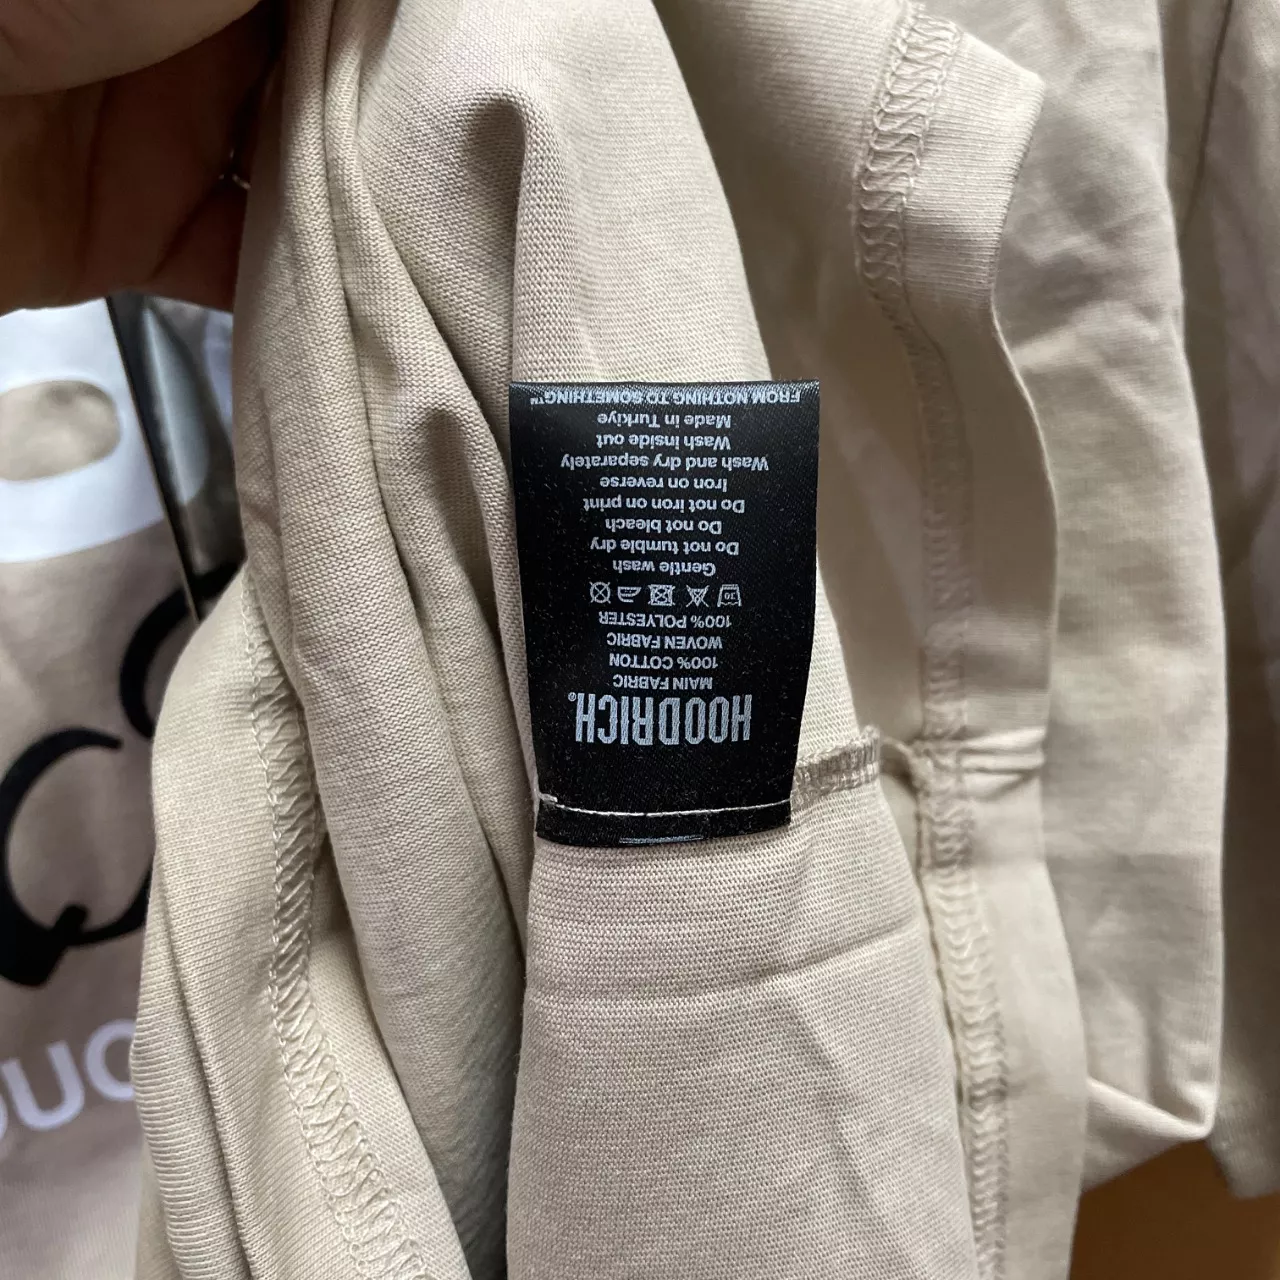 HOODRICH®
MAIN FABRIC
100% COTTON
WOVEN FABRIC
100% POLYESTER
30
Gentle wash
Do not tumble dry
Do not bleach
Do not iron on print
Iron on reverse
Wash and dry separately
Wash inside out
Made in Turkiye
FROM NOTHING TO SOMETHING™